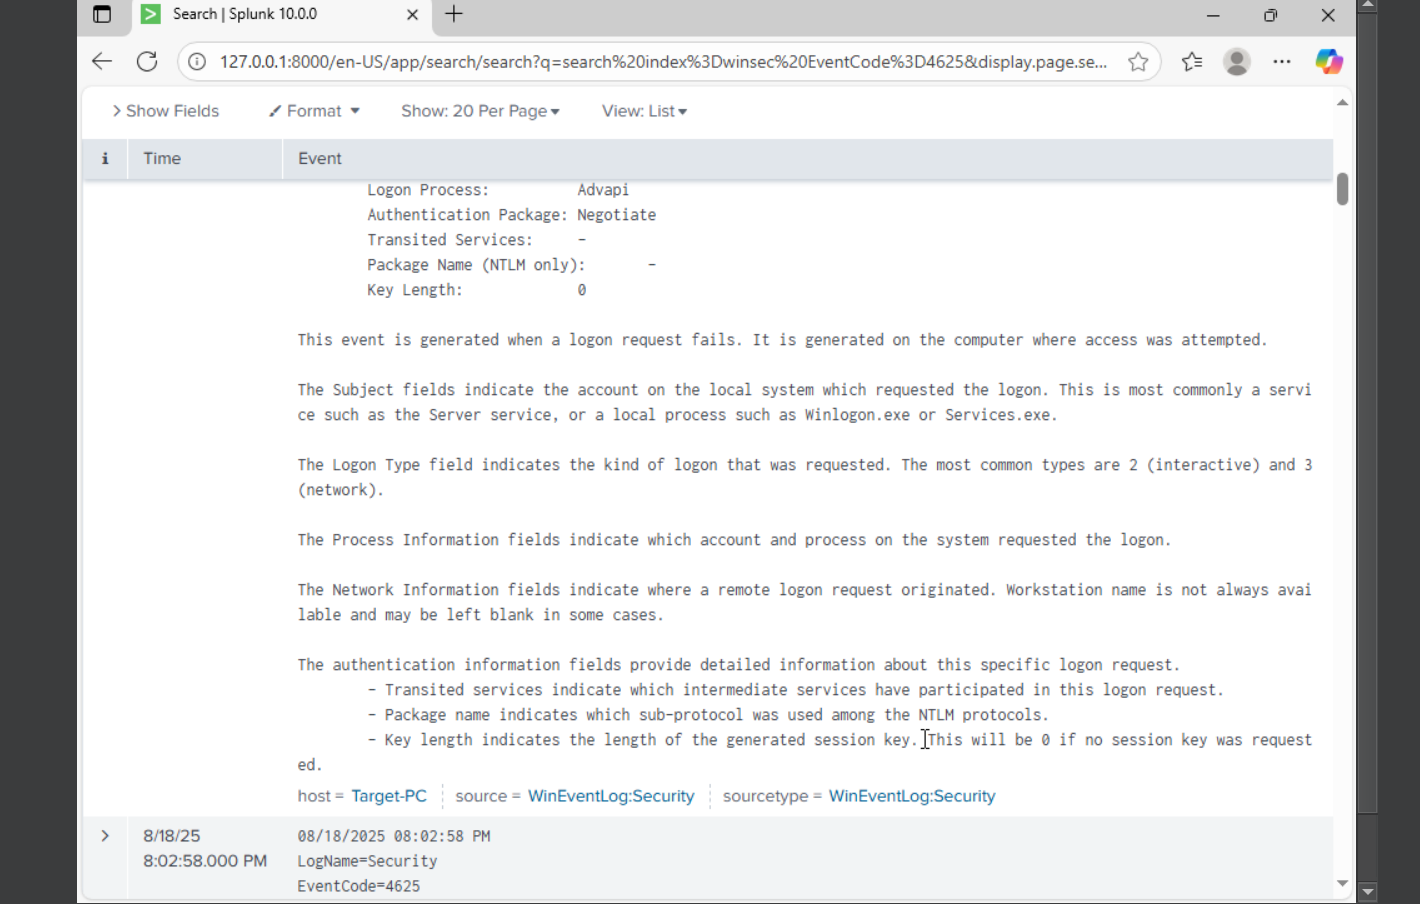 Search | Splunk 10.0.0
127.0.0.1:8000/en-US/app/search/search?q=search%20index%3Dwinsec%20EventCode%3D4625&display.page.se...
Show Fields Format Show: 20 Per Page View: List
i Time Event
Logon Process: Advapi
Authentication Package: Negotiate
Transited Services: -
Package Name (NTLM only): -
Key Length: 0
This event is generated when a logon request fails. It is generated on the computer where access was attempted.
The Subject fields indicate the account on the local system which requested the logon. This is most commonly a servi
ce such as the Server service, or a local process such as Winlogon.exe or Services.exe.
The Logon Type field indicates the kind of logon that was requested. The most common types are 2 (interactive) and 3
(network).
The Process Information fields indicate which account and process on the system requested the logon.
The Network Information fields indicate where a remote logon request originated. Workstation name is not always avai
lable and may be left blank in some cases.
The authentication information fields provide detailed information about this specific logon request.
- Transited services indicate which intermediate services have participated in this logon request.
- Package name indicates which sub-protocol was used among the NTLM protocols.
- Key length indicates the length of the generated session key. This will be 0 if no session key was request
ed.
host = Target-PC source = WinEventLog:Security sourcetype = WinEventLog:Security
8/18/25 08/18/2025 08:02:58 PM
8:02:58.000 PM LogName=Security
EventCode=4625